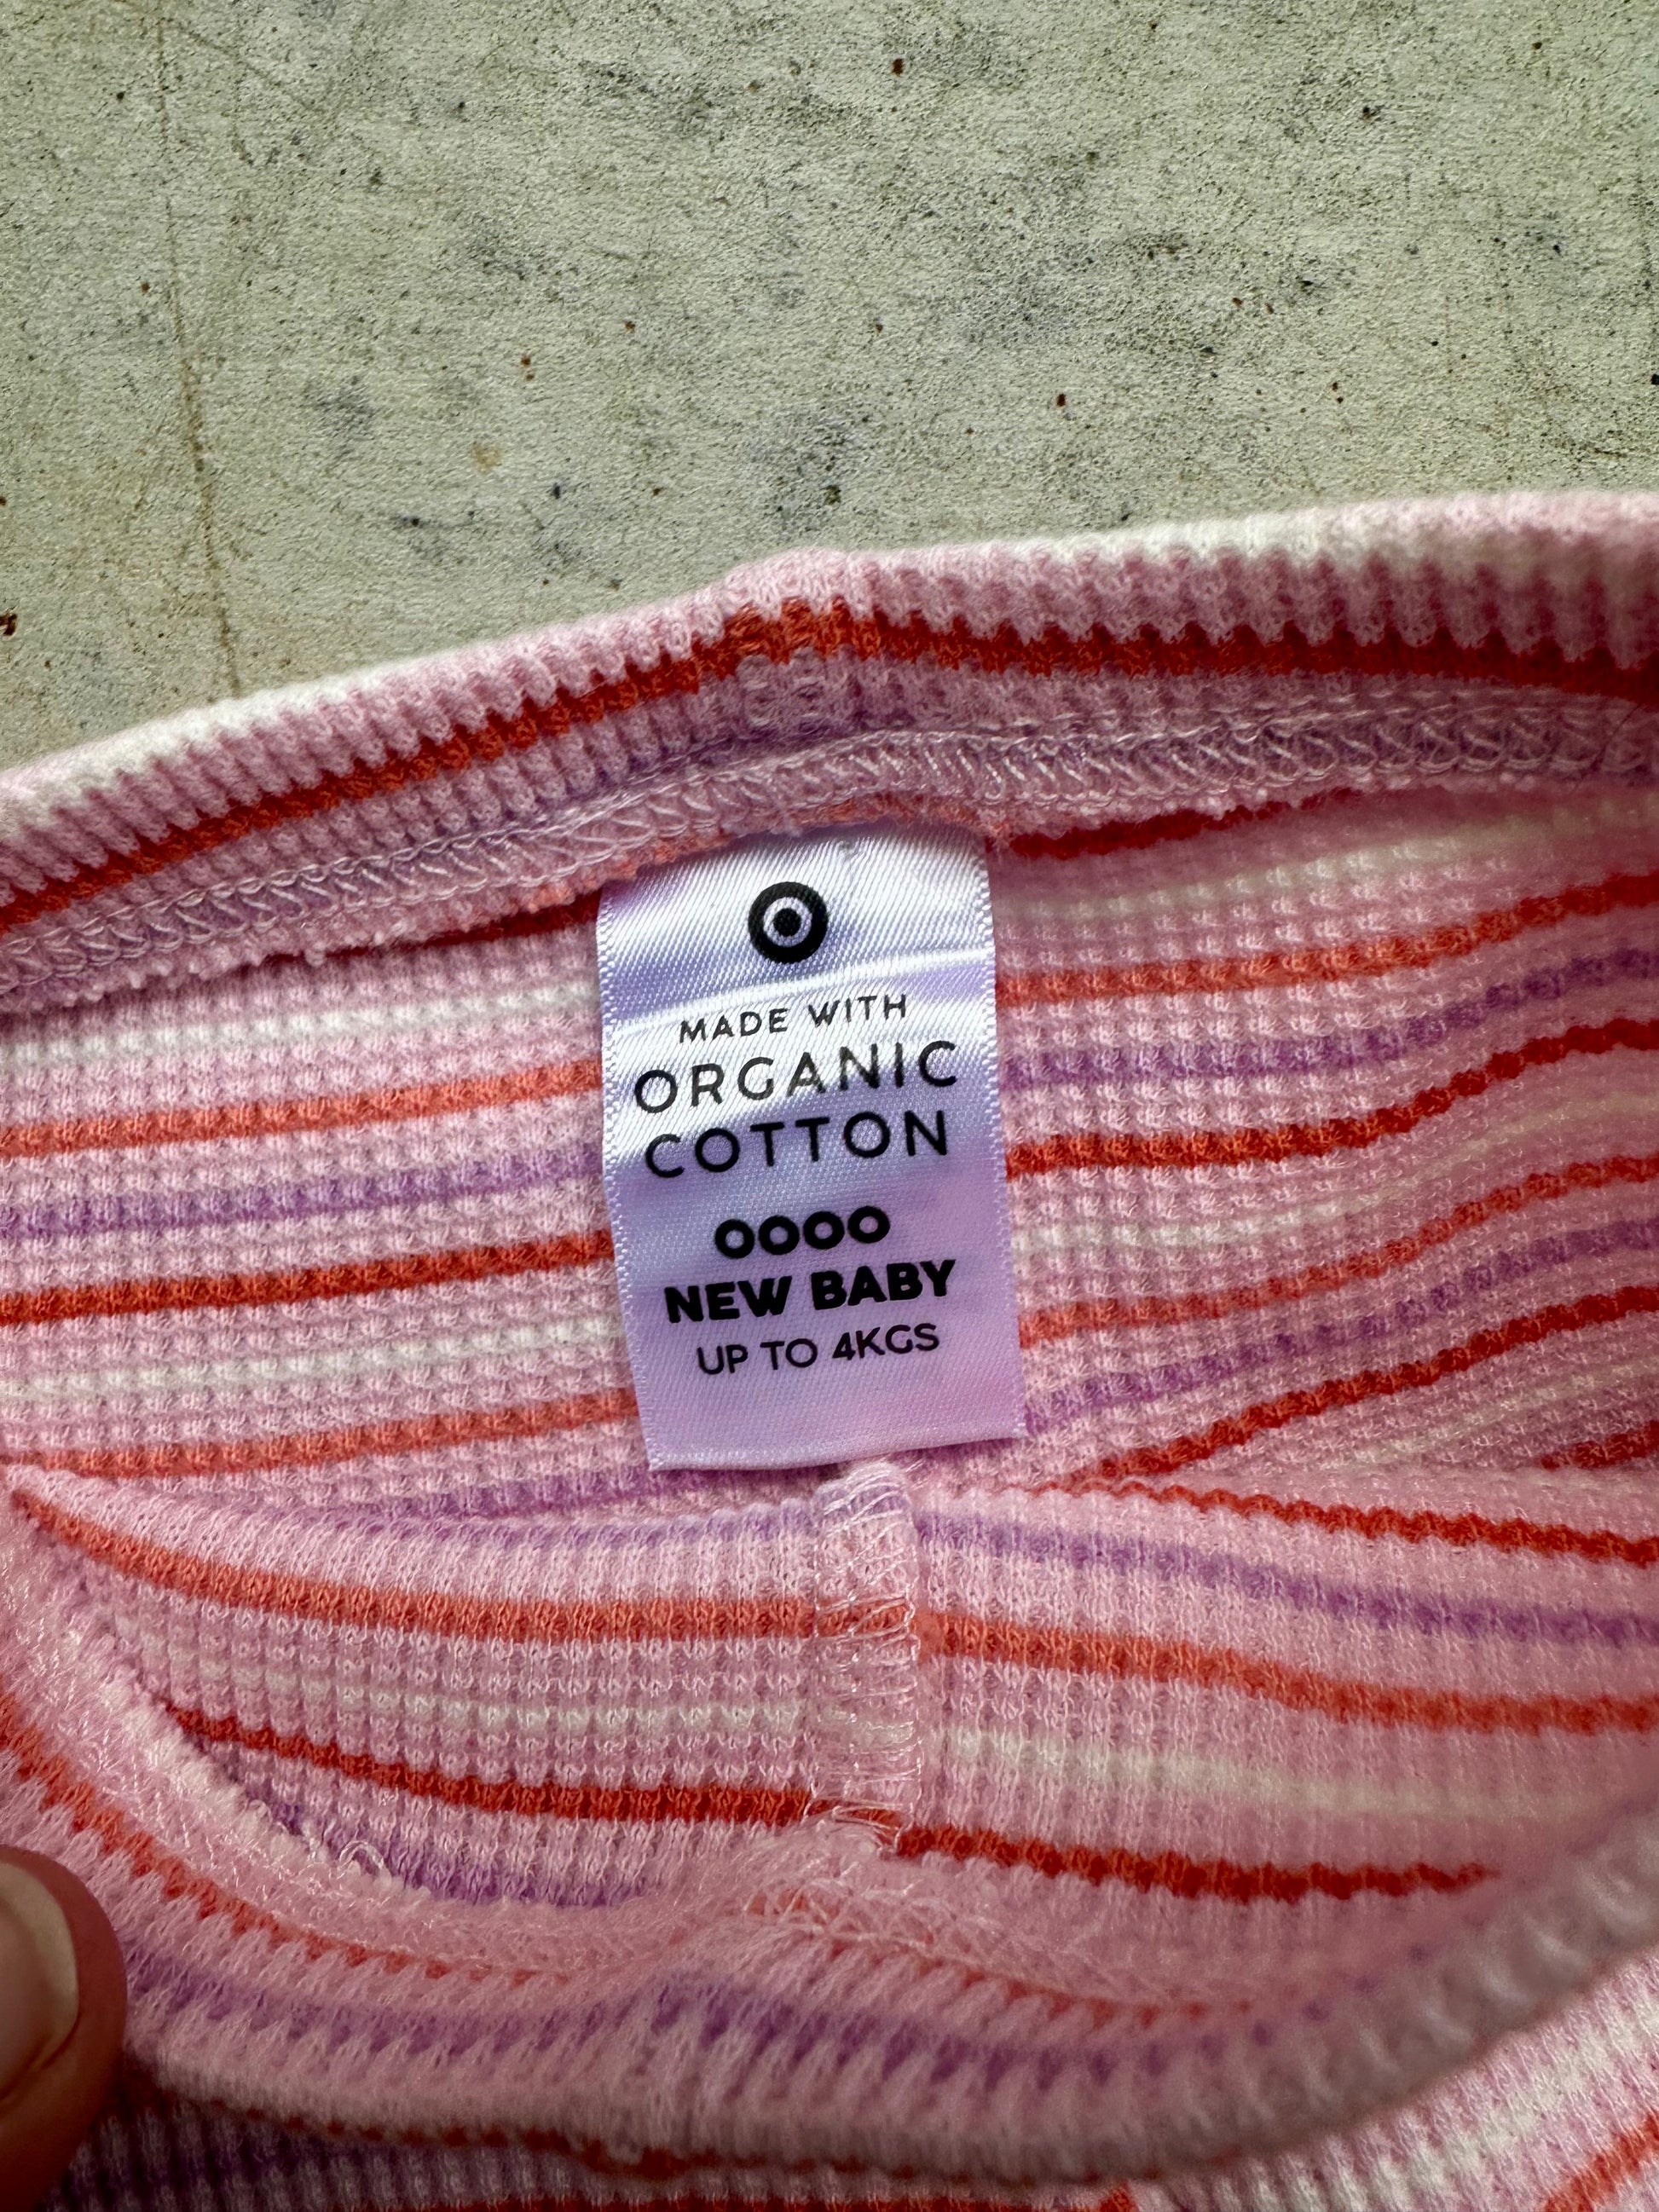 MADE WITH
ORGANIC
COTTON
0000
NEW BABY
UP TO 4KGS